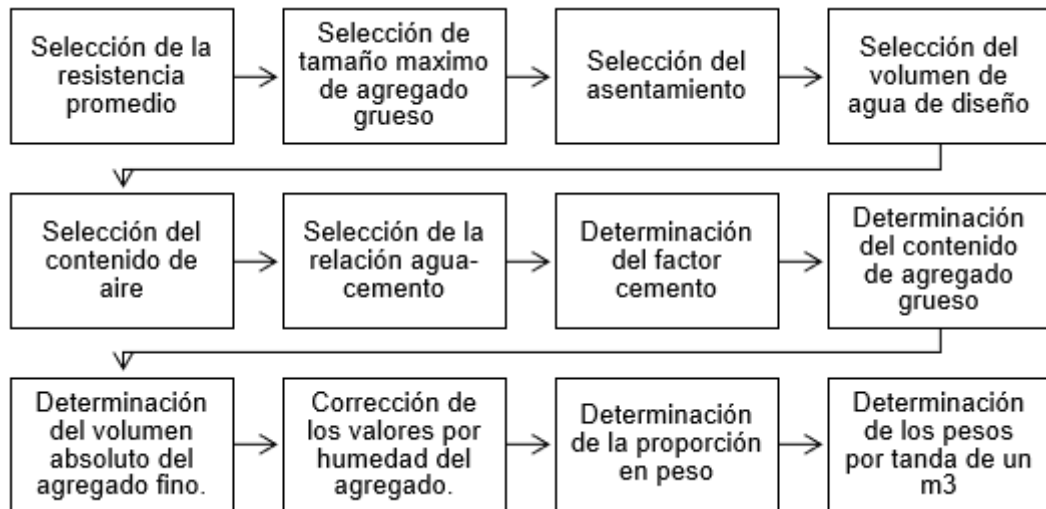 Selección de la
resistencia
promedio
Selección de
tamaño maximo
de agregado
grueso
Selección del
asentamiento
Selección del
volumen de
agua de diseño
Selección del
contenido de
aire
Selección de la
relación agua-
cemento
Determinación
del factor
cemento
Determinación
del contenido
de agregado
grueso
Determinación
del volumen
absoluto del
agregado fino.
Corrección de
los valores por
humedad del
agregado.
Determinación
de la proporción
en peso
Determinación
de los pesos
por tanda de un
m3